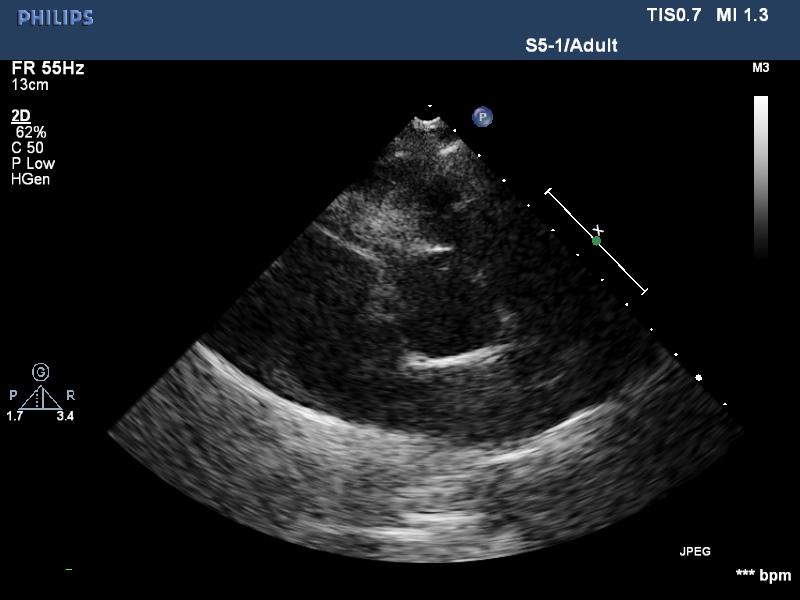 PHILIPS
TIS0.7 MI 1.3
S5-1/Adult
FR 55Hz
13cm
M3
2D
62%
C 50
P Low
HGen
P
G
P R
1.7 3.4
JPEG
*** bpm